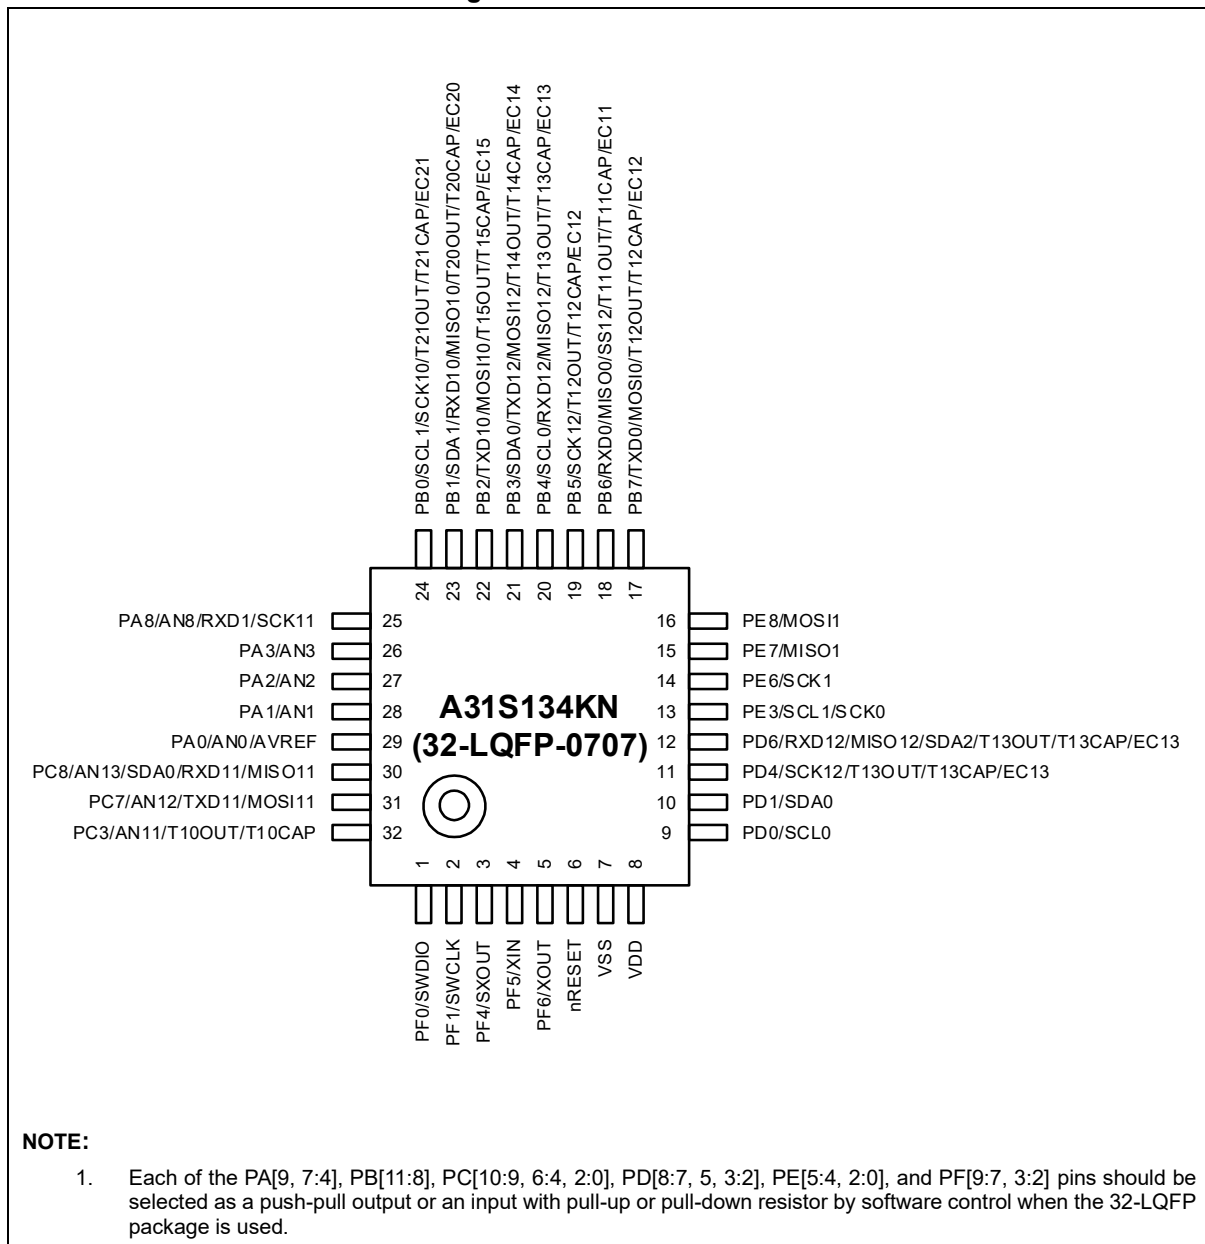 PB0/SCL1/SCK10/T21OUT/T21CAP/EC21
PB1/SDA1/RXD10/MISO10/T20OUT/T20CAP/EC20
PB2/TXD10/MOSI10/T15OUT/T15CAP/EC15
PB3/SDA0/TXD12/MOSI12/T14OUT/T14CAP/EC14
PB4/SCL0/RXD12/MISO12/T13OUT/T13CAP/EC13
PB5/SCK12/T12OUT/T12CAP/EC12
PB6/RXD0/MISO0/SS12/T11OUT/T11CAP/EC11
PB7/TXD0/MOSI0/T12OUT/T12CAP/EC12
24 23 22 21 20 19 18 17
PA8/AN8/RXD1/SCK11 25
PA3/AN3 26
PA2/AN2 27
PA1/AN1 28
PA0/AN0/AVREF 29
PC8/AN13/SDA0/RXD11/MISO11 30
PC7/AN12/TXD11/MOSI11 31
PC3/AN11/T10OUT/T10CAP 32
A31S134KN
(32-LQFP-0707)
16 PE8/MOSI1
15 PE7/MISO1
14 PE6/SCK1
13 PE3/SCL1/SCK0
12 PD6/RXD12/MISO12/SDA2/T13OUT/T13CAP/EC13
11 PD4/SCK12/T13OUT/T13CAP/EC13
10 PD1/SDA0
9 PD0/SCL0
1 2 3 4 5 6 7 8
PF0/SWDIO
PF1/SWCLK
PF4/SXOUT
PF5/XIN
PF6/XOUT
nRESET
VSS
VDD
NOTE:
1. Each of the PA[9, 7:4], PB[11:8], PC[10:9, 6:4, 2:0], PD[8:7, 5, 3:2], PE[5:4, 2:0], and PF[9:7, 3:2] pins should be
selected as a push-pull output or an input with pull-up or pull-down resistor by software control when the 32-LQFP
package is used.